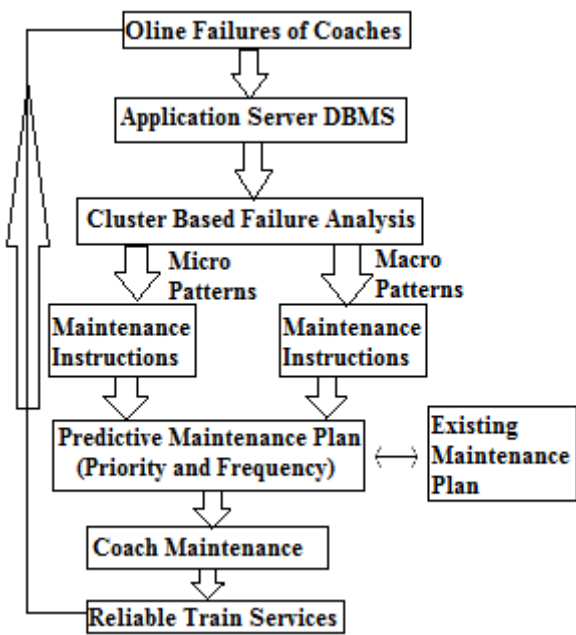 Oline Failures of Coaches
Application Server DBMS
Cluster Based Failure Analysis
Micro
Patterns
Macro
Patterns
Maintenance
Instructions
Maintenance
Instructions
Predictive Maintenance Plan
(Priority and Frequency)
Existing
Maintenance
Plan
Coach Maintenance
Reliable Train Services